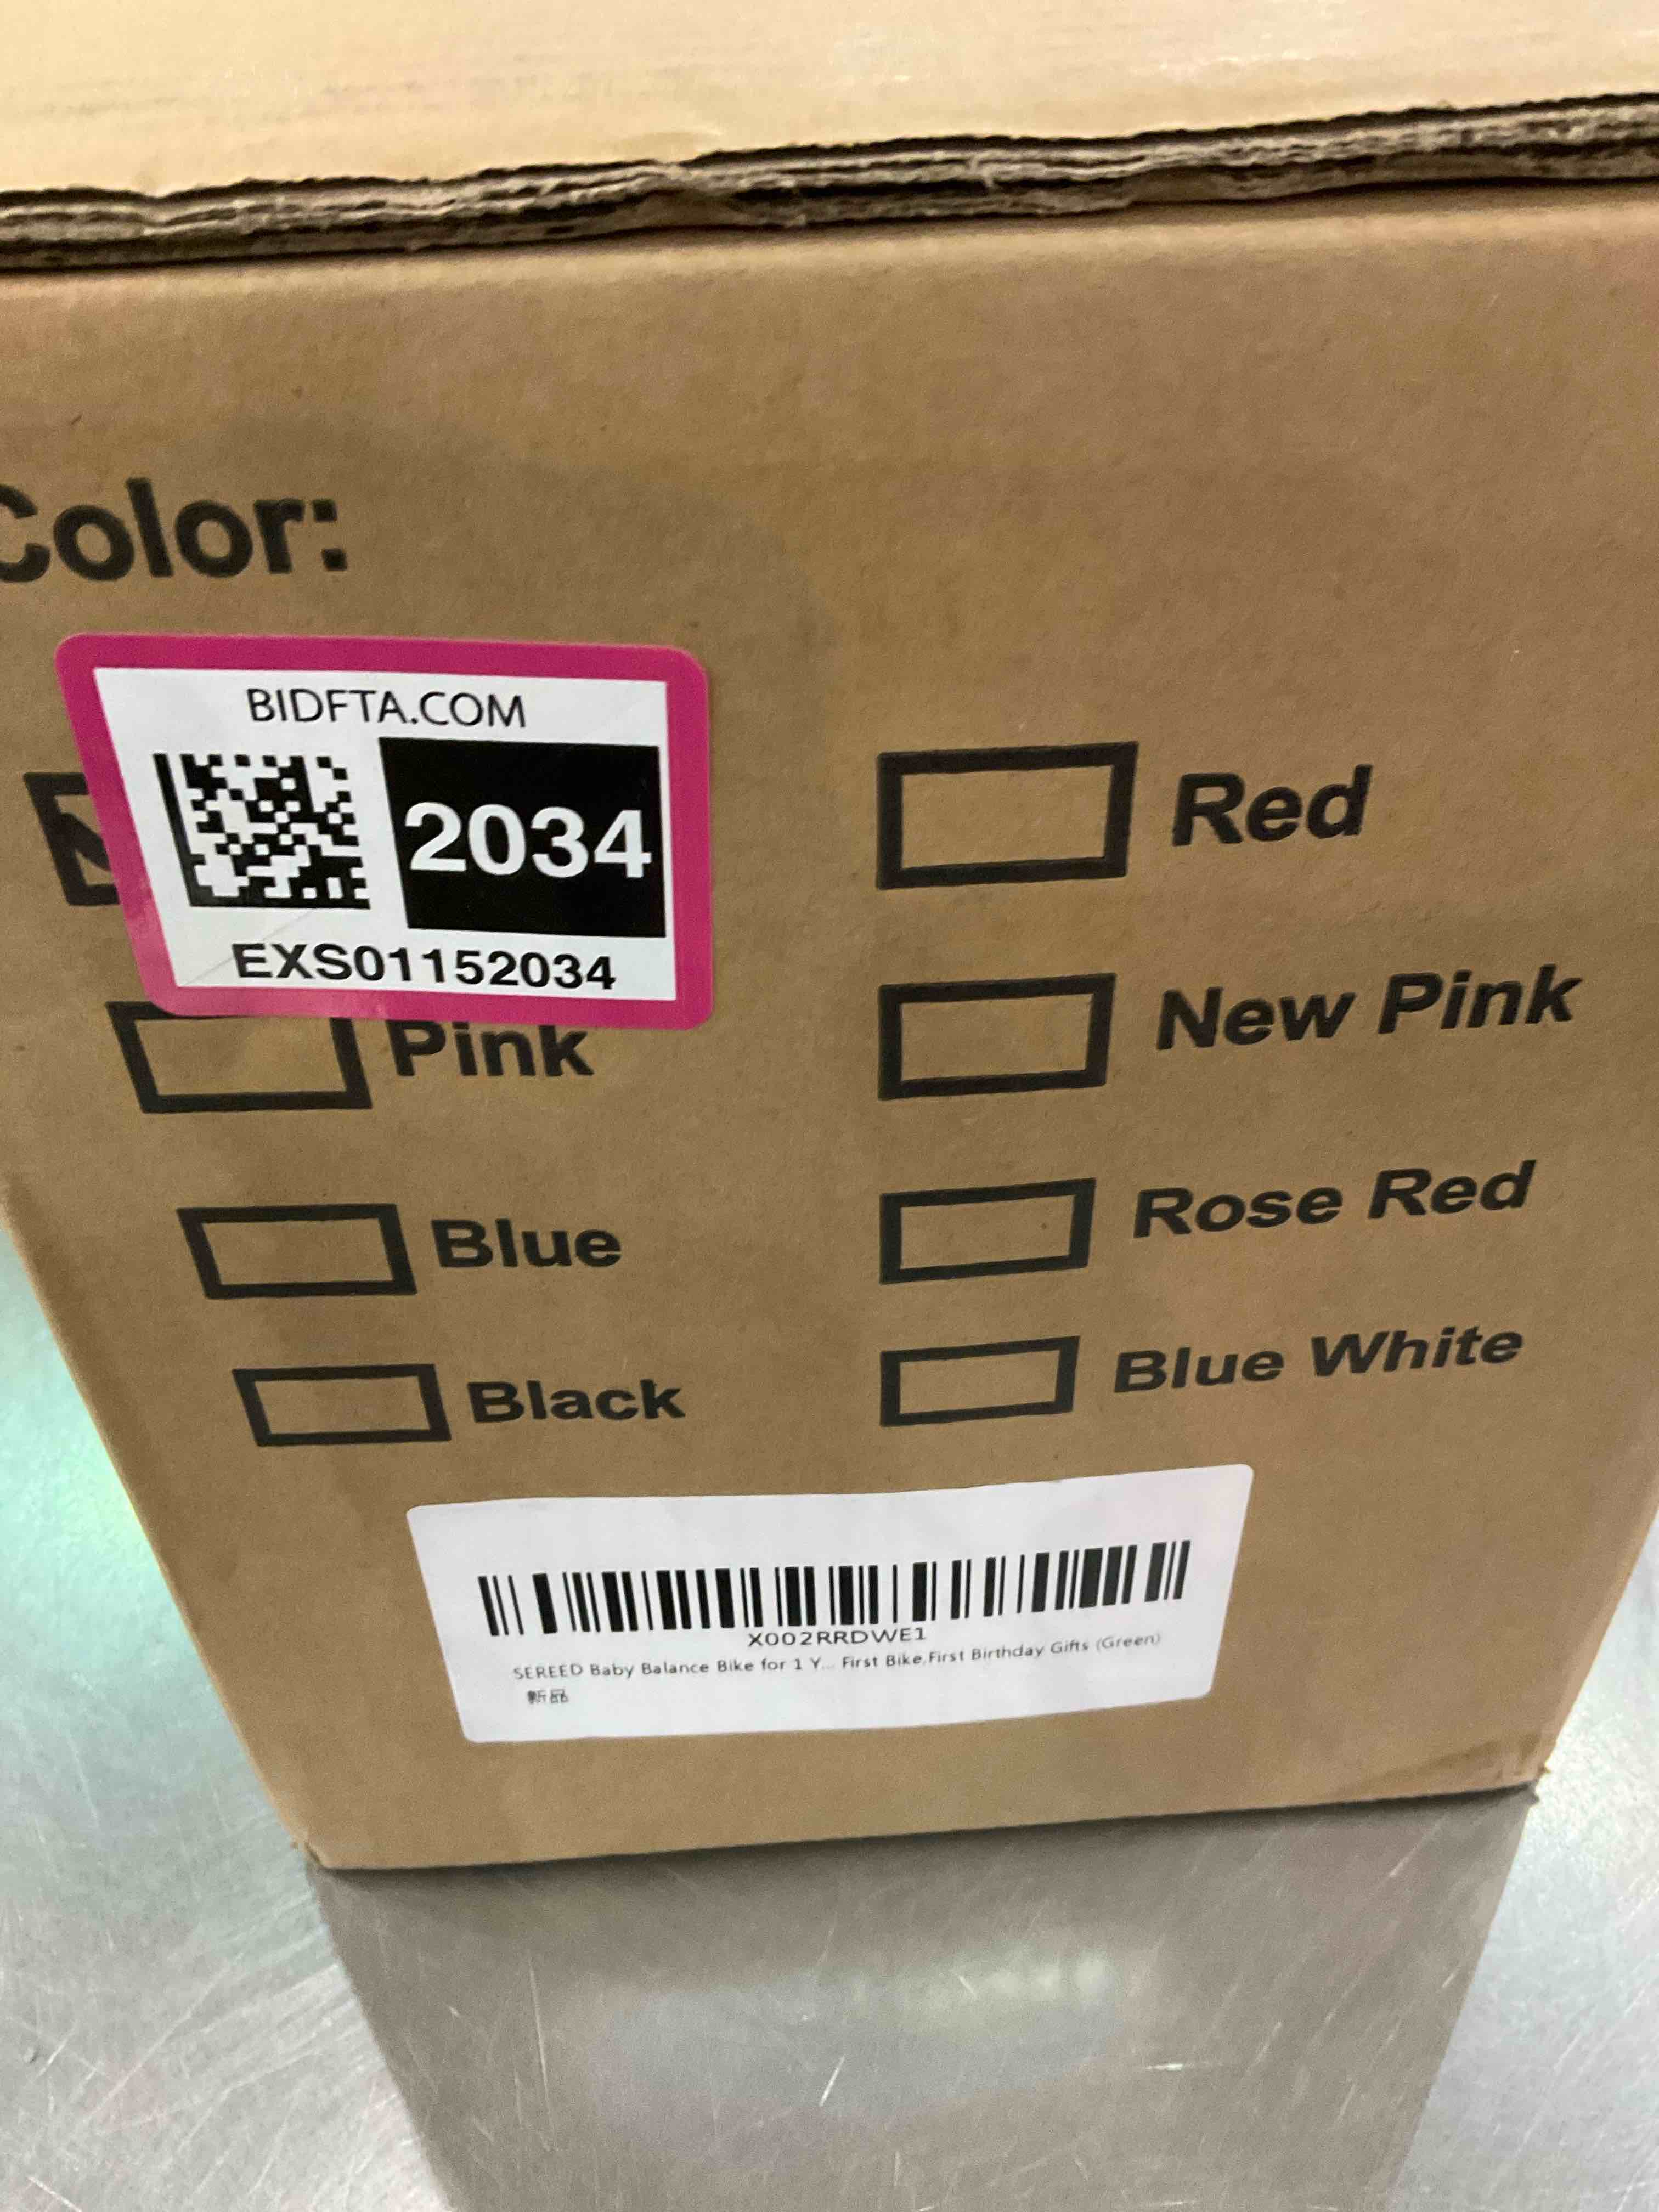 Color:
BIDFTA.COM
2034
EXS01152034
Red
Pink
New Pink
Blue
Rose Red
Black
Blue White
X002RRDWE1
SEREED Baby Balance Bike for 1 Y... First Bike,First Birthday Gifts (Green)
新品